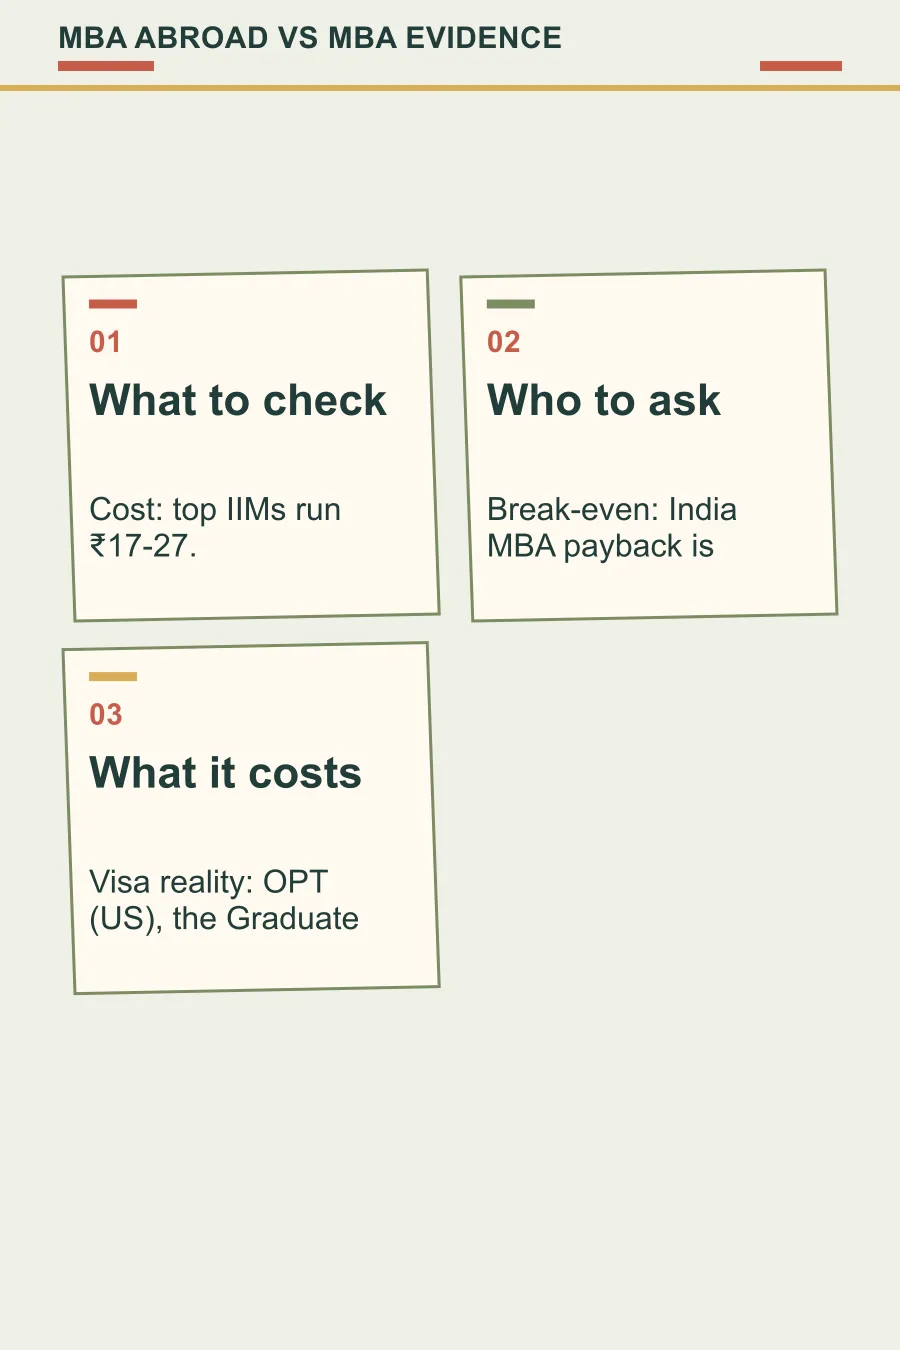 MBA ABROAD VS MBA EVIDENCE
01
What to check
Cost: top IIMs run
₹17-27.
02
Who to ask
Break-even: India
MBA payback is
03
What it costs
Visa reality: OPT
(US), the Graduate